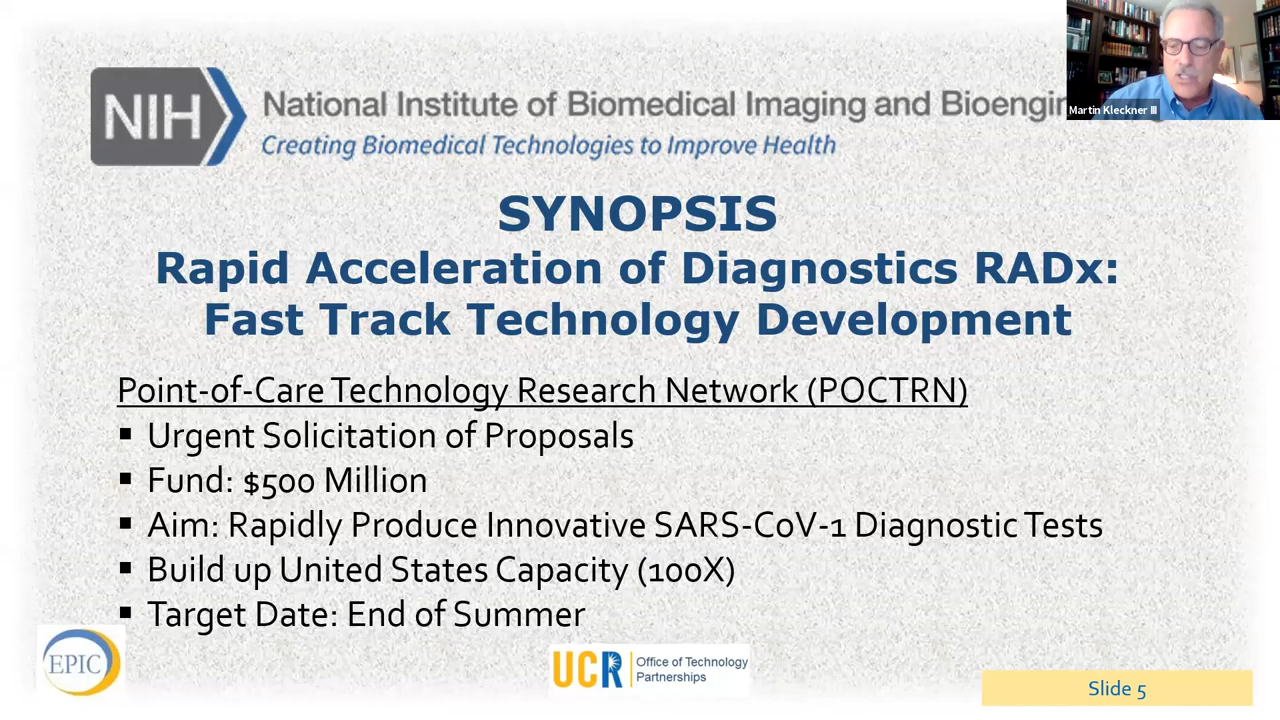 NIH National Institute of Biomedical Imaging and Bioengi
Creating Biomedical Technologies to Improve Health
Martin Kleckner III
SYNOPSIS
Rapid Acceleration of Diagnostics RADx:
Fast Track Technology Development
Point-of-Care Technology Research Network (POCTRN)
▪ Urgent Solicitation of Proposals
▪ Fund: $500 Million
▪ Aim: Rapidly Produce Innovative SARS-CoV-1 Diagnostic Tests
▪ Build up United States Capacity (100X)
▪ Target Date: End of Summer
EPIC
UCR Office of Technology
Partnerships
Slide 5